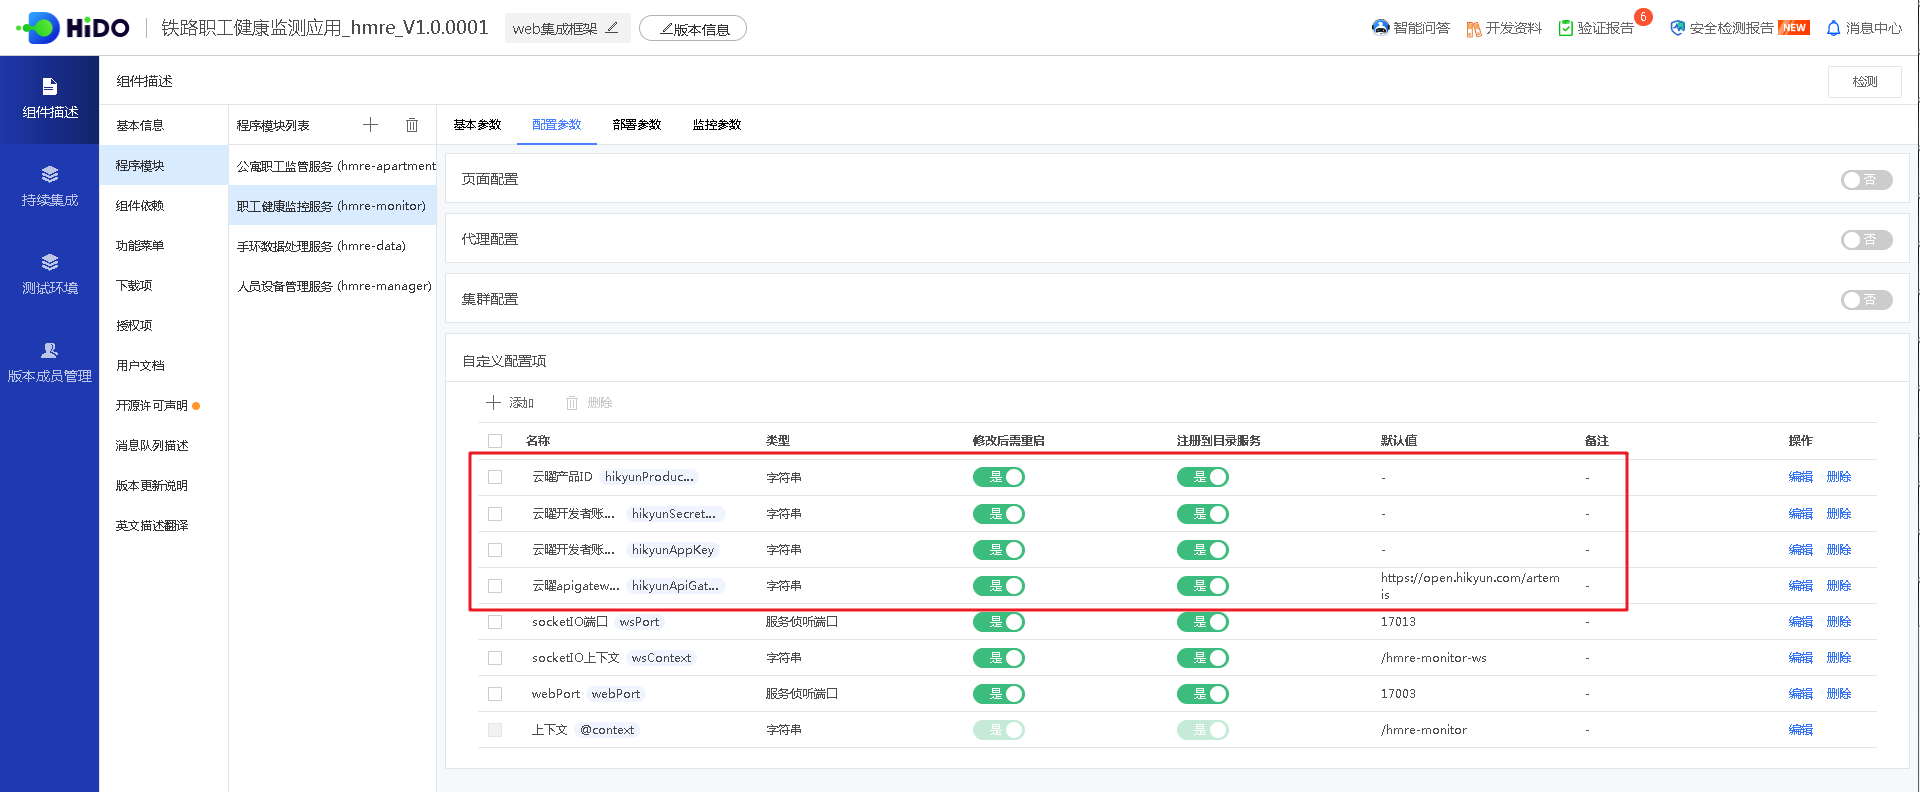 HiDO
铁路职工健康监测应用_hmre_V1.0.0001
web集成框架
版本信息
智能问答
开发资料
验证报告
6
安全检测报告
NEW
消息中心
组件描述
持续集成
测试环境
版本成员管理
组件描述
检测
基本信息
程序模块
组件依赖
功能菜单
下载项
授权项
用户文档
开源许可声明
消息队列描述
版本更新说明
英文描述翻译
程序模块列表
公寓职工监管服务 (hmre-apartment
职工健康监控服务 (hmre-monitor)
手环数据处理服务 (hmre-data)
人员设备管理服务 (hmre-manager)
基本参数 配置参数 部署参数 监控参数
页面配置 否
代理配置 否
集群配置 否
自定义配置项
添加 删除
名称 类型 修改后需重启 注册到目录服务 默认值 备注 操作
云曜产品ID hikyunProduc... 字符串 是 是 - - 编辑 删除
云曜开发者账... hikyunSecret... 字符串 是 是 - - 编辑 删除
云曜开发者账... hikyunAppKey 字符串 是 是 - - 编辑 删除
云曜apigatew... hikyunApiGat... 字符串 是 是 https://open.hikyun.com/artem
is - 编辑 删除
socketIO端口 wsPort 服务侦听端口 是 是 17013 - 编辑 删除
socketIO上下文 wsContext 字符串 是 是 /hmre-monitor-ws - 编辑 删除
webPort webPort 服务侦听端口 是 是 17003 - 编辑 删除
上下文 @context 字符串 是 是 /hmre-monitor - 编辑